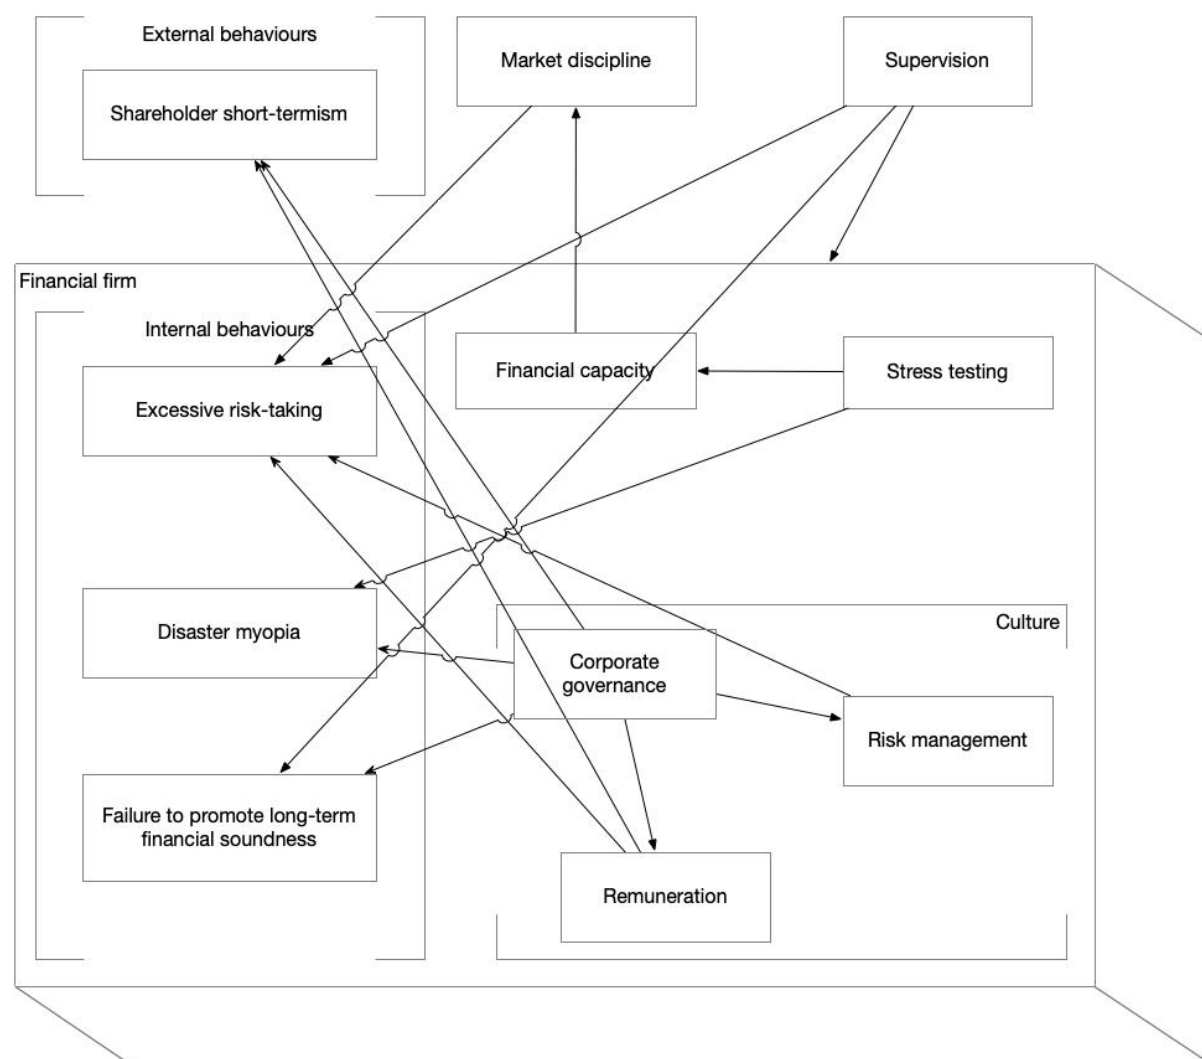 External behaviours
Shareholder short-termism
Market discipline
Supervision
Financial firm
Internal behaviours
Excessive risk-taking
Financial capacity
Stress testing
Disaster myopia
Culture
Corporate
governance
Risk management
Failure to promote long-term
financial soundness
Remuneration